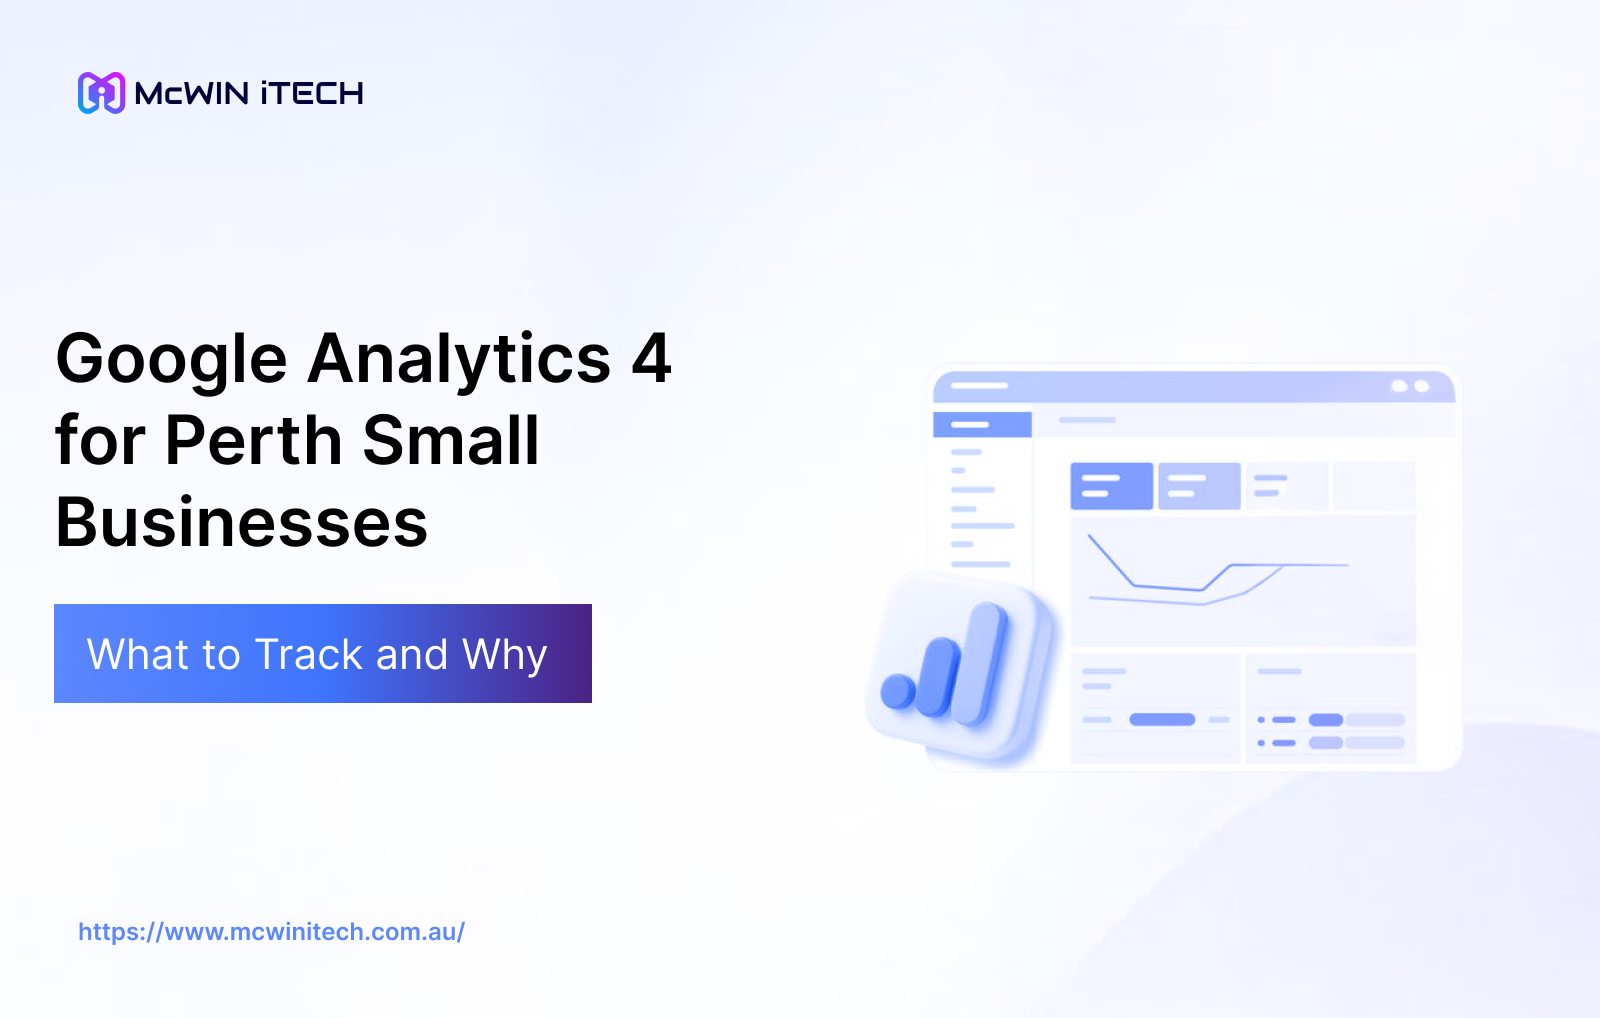 McWIN iTECH
Google Analytics 4
for Perth Small
Businesses
What to Track and Why
https://www.mcwinitech.com.au/